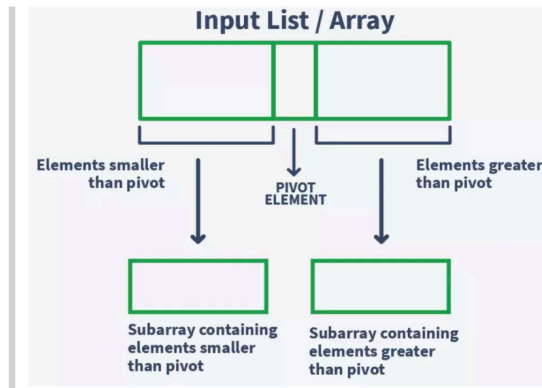 Input List / Array
Elements smaller
than pivot
PIVOT
ELEMENT
Elements greater
than pivot
Subarray containing
elements smaller
than pivot
Subarray containing
elements greater
than pivot